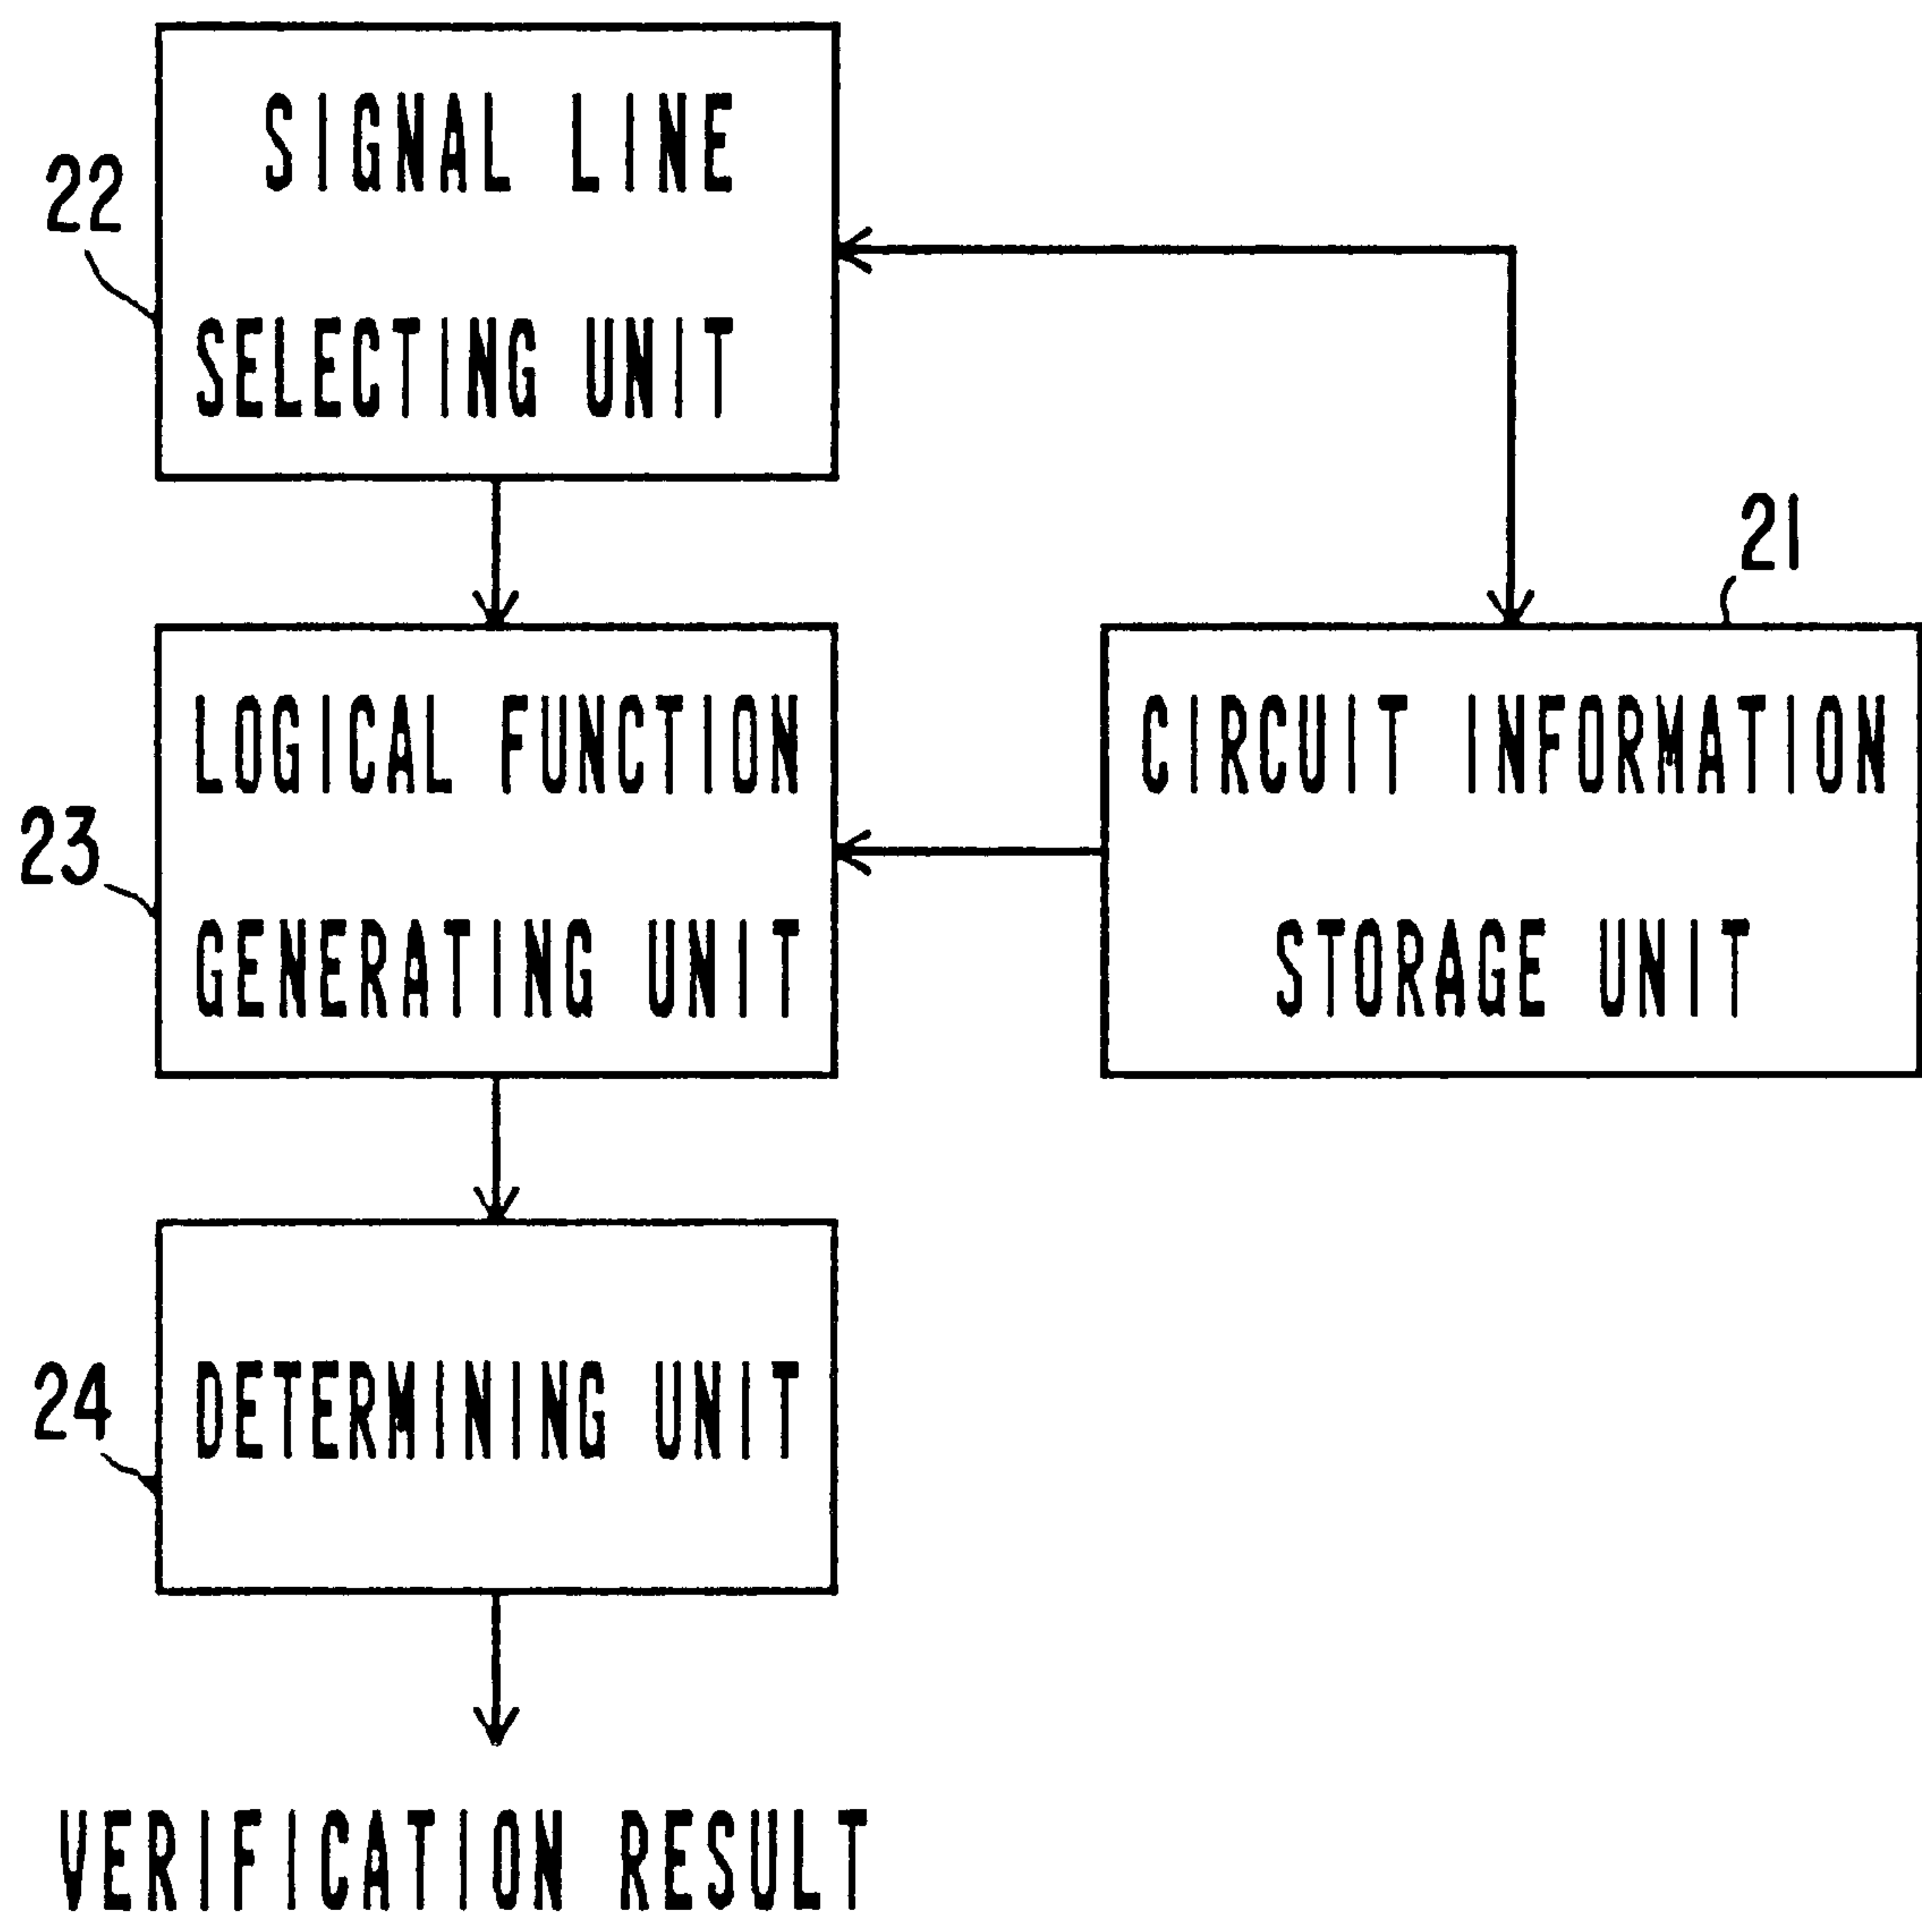 SIGNAL LINE
SELECTING UNIT
22
21
LOGICAL FUNCTION
GENERATING UNIT
23
CIRCUIT INFORMATION
STORAGE UNIT
DETERMINING UNIT
24
VERIFICATION RESULT